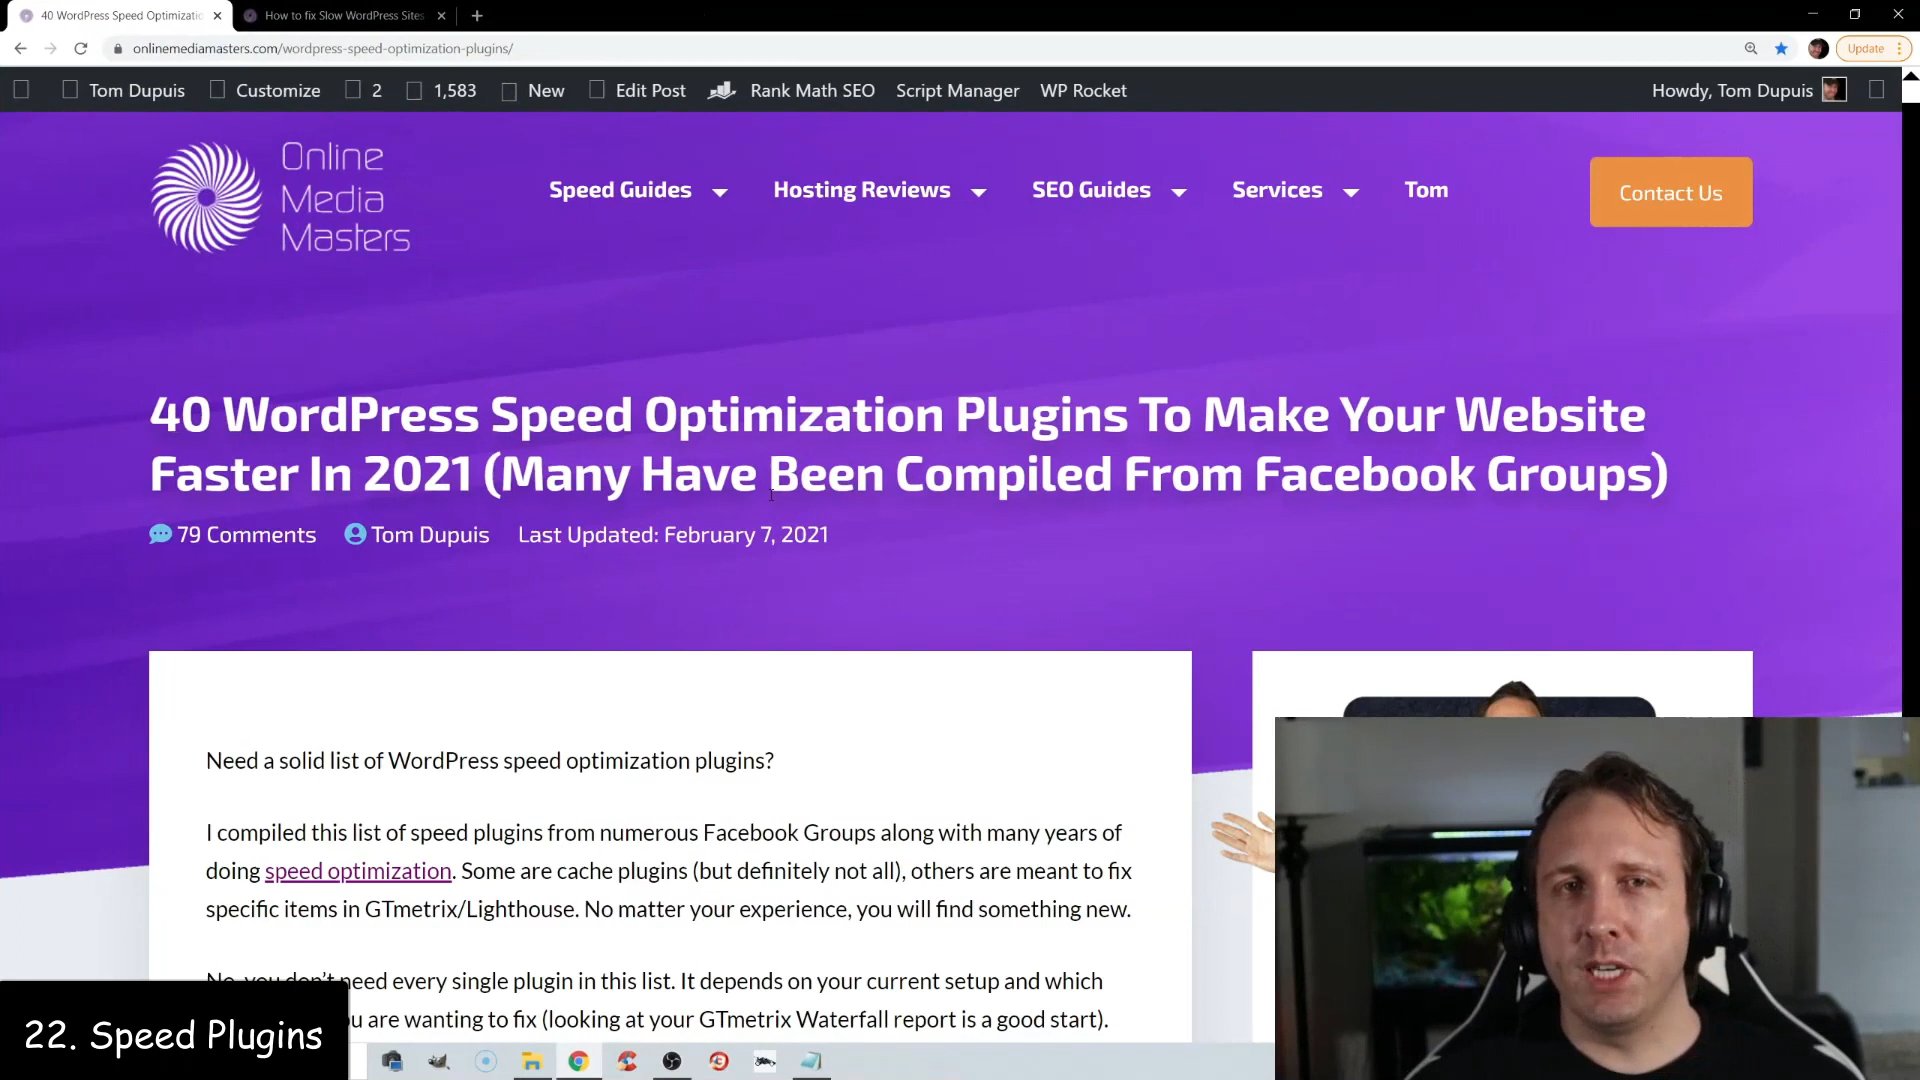 40 WordPress Speed Optimizatio
How to fix Slow WordPress Sites
onlinemediamasters.com/wordpress-speed-optimization-plugins/
Update
Tom Dupuis
Customize
2
1,583
New
Edit Post
Rank Math SEO
Script Manager
WP Rocket
Howdy, Tom Dupuis
Online
Media
Masters
Speed Guides
Hosting Reviews
SEO Guides
Services
Tom
Contact Us
40 WordPress Speed Optimization Plugins To Make Your Website
Faster In 2021 (Many Have Been Compiled From Facebook Groups)
79 Comments
Tom Dupuis
Last Updated: February 7, 2021
Need a solid list of WordPress speed optimization plugins?
I compiled this list of speed plugins from numerous Facebook Groups along with many years of
doing speed optimization. Some are cache plugins (but definitely not all), others are meant to fix
specific items in GTmetrix/Lighthouse. No matter your experience, you will find something new.
No, you don't need every single plugin in this list. It depends on your current setup and which
are wanting to fix (looking at your GTmetrix Waterfall report is a good start).
22. Speed Plugins